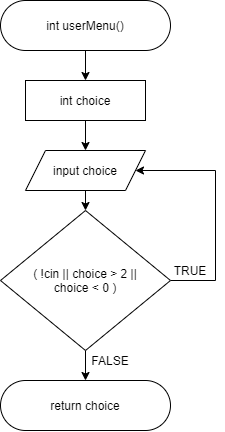 int userMenu()
int choice
input choice
( !cin || choice > 2 ||
choice < 0 )
TRUE
FALSE
return choice